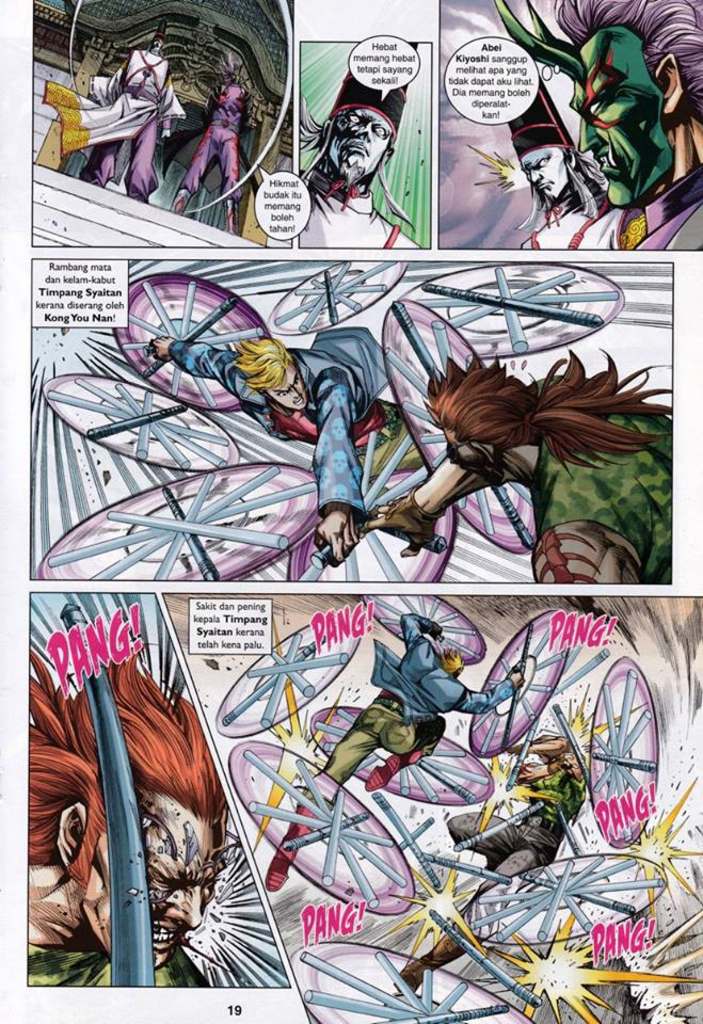 Hikmat
budak itu
memang
boleh
tahan!
Hebat
memang hebat
tetapi sayang
sekali!
Abei
Kiyoshi sanggup
melihat apa yang
tidak dapat aku lihat.
Dia memang boleh
diperalat-
kan!
Rambang mata
dan kelam-kabut
Timpang Syaitan
kerana diserang oleh
Kong You Nan!
PANG!
Sakit dan pening
kepala Timpang
Syaitan kerana
telah kena palu.
PANG!
PANG!
PANG!
PANG!
PANG!
19